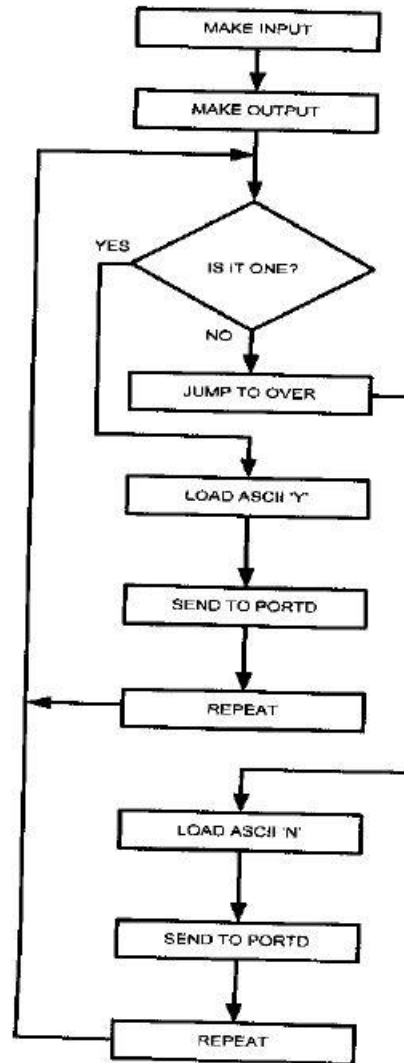 MAKE INPUT
MAKE OUTPUT
YES
IS IT ONE?
NO
JUMP TO OVER
LOAD ASCII 'Y'
SEND TO PORTD
REPEAT
LOAD ASCII 'N'
SEND TO PORTD
REPEAT